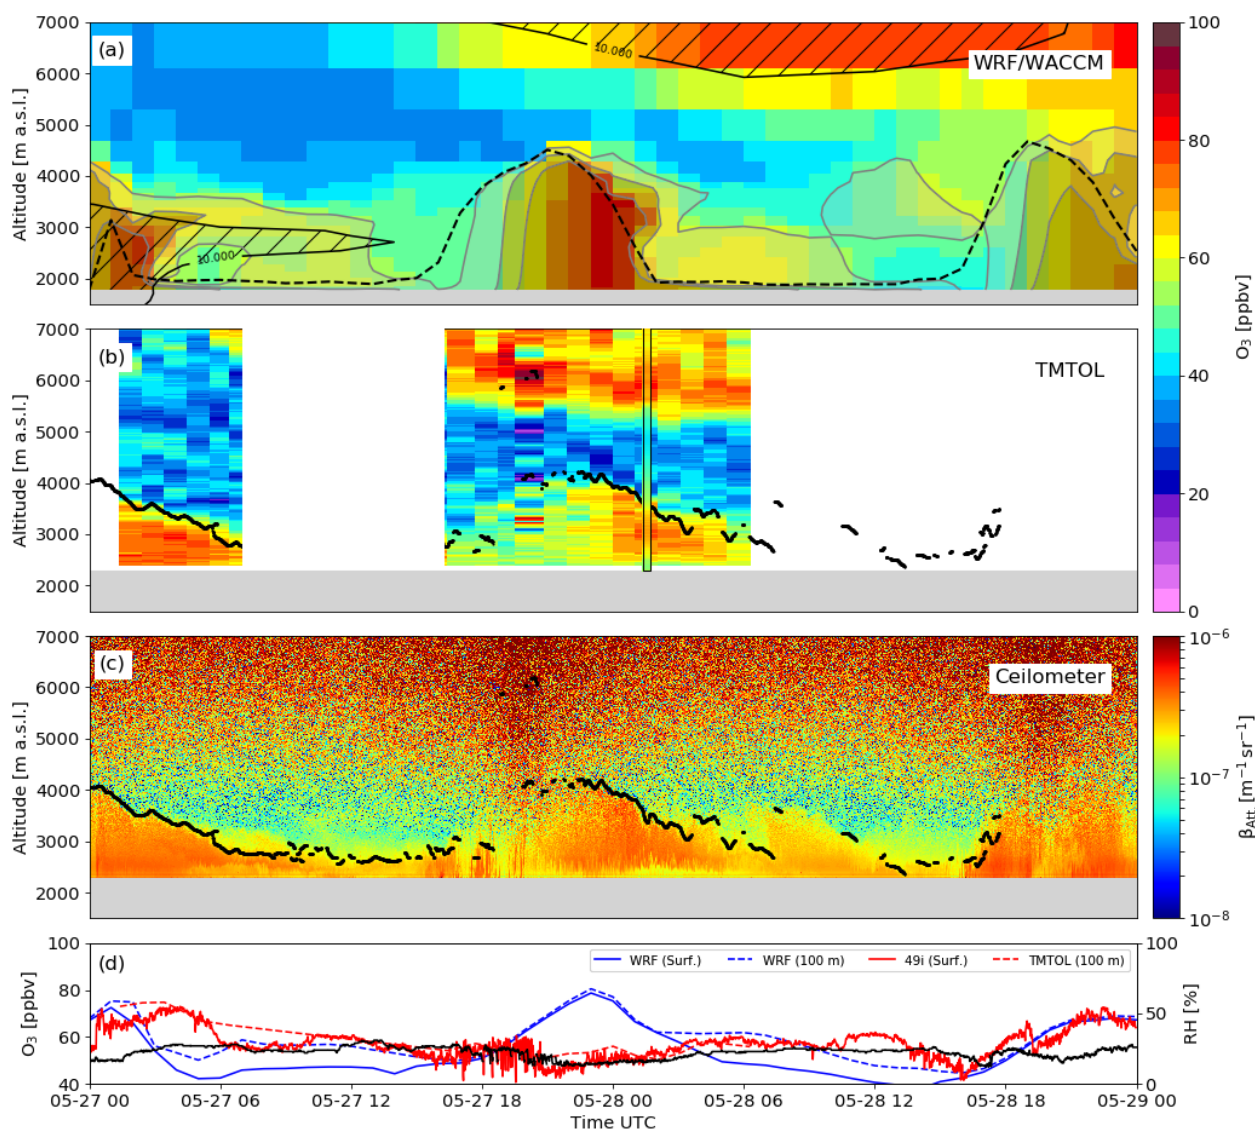 7000
6000
5000
4000
3000
2000
Altitude [m a.s.l.]
(a)
WRF/WACCM
10.000
10.000
100
80
60
40
20
0
O₃ [ppbv]
7000
6000
5000
4000
3000
2000
Altitude [m a.s.l.]
(b)
TMTOL
7000
6000
5000
4000
3000
2000
Altitude [m a.s.l.]
(c)
Ceilometer
10⁻⁶
10⁻⁷
10⁻⁸
βAtt. [m⁻¹ sr⁻¹]
100
80
60
40
O₃ [ppbv]
(d)
WRF (Surf.)
WRF (100 m)
49i (Surf.)
TMTOL (100 m)
100
50
0
RH [%]
05-27 00
05-27 06
05-27 12
05-27 18
05-28 00
05-28 06
05-28 12
05-28 18
05-29 00
Time UTC